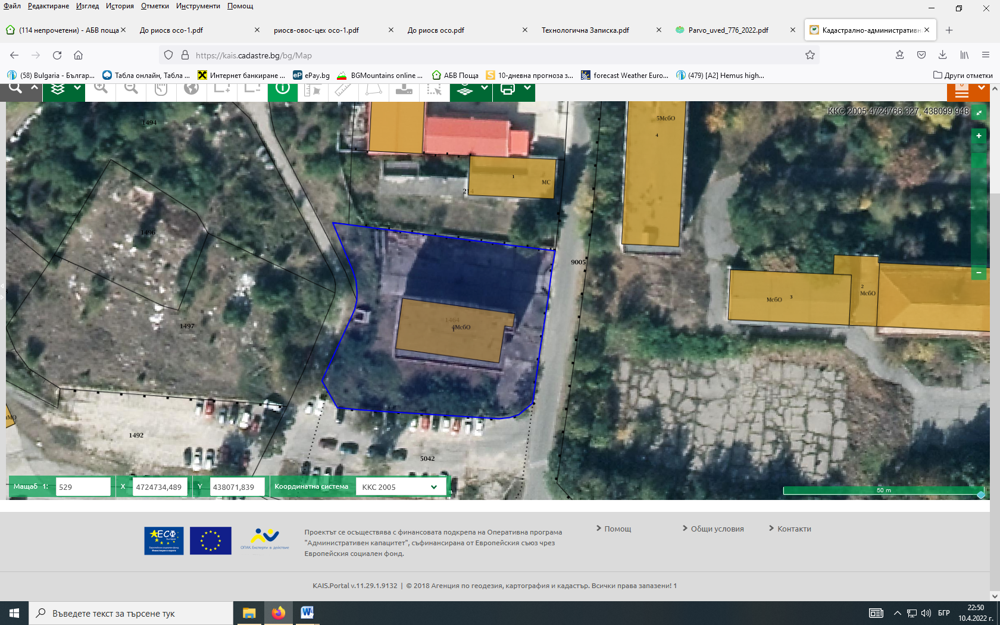 Файл Редактиране Изглед История Отметки Инструменти Помощ
(114 непрочетени) - АБВ поща
До риосв осо-1.pdf
риосв-овос-цех осо-1.pdf
До риосв осо.pdf
Технологична Записка.pdf
Parvo_uved_776_2022.pdf
Кадастрално-административн
https://kais.cadastre.bg/bg/Map
(58) Bulgaria - Българ...
Табла онлайн, Табла ...
Интернет банкиране ...
ePay.bg
BGMountains online ...
АБВ Поща
10-дневна прогноза з...
forecast Weather Euro...
(479) [A2] Hemus high...
Други отметки
ККС 2005 4724766.327, 438099.948
1494
5МсбО
4
1
МС
214
1496
9005
2
МсбО
МсбО
3
1464
4МсбО
1497
1492
5042
Мащаб 1: 529
X 4724734,489
Y 438071,839
Координатна система ККС 2005
50 m
ЕСФ
ОПАК. Експерти в действие
Проектът се осъществява с финансовата подкрепа на Оперативна програма
"Административен капацитет", съфинансирана от Европейския съюз чрез
Европейския социален фонд.
Помощ
Общи условия
Контакти
KAIS.Portal v.11.29.1.9132 | © 2018 Агенция по геодезия, картография и кадастър. Всички права запазени! 1
Въведете текст за търсене тук
БГР
22:50
10.4.2022 г.